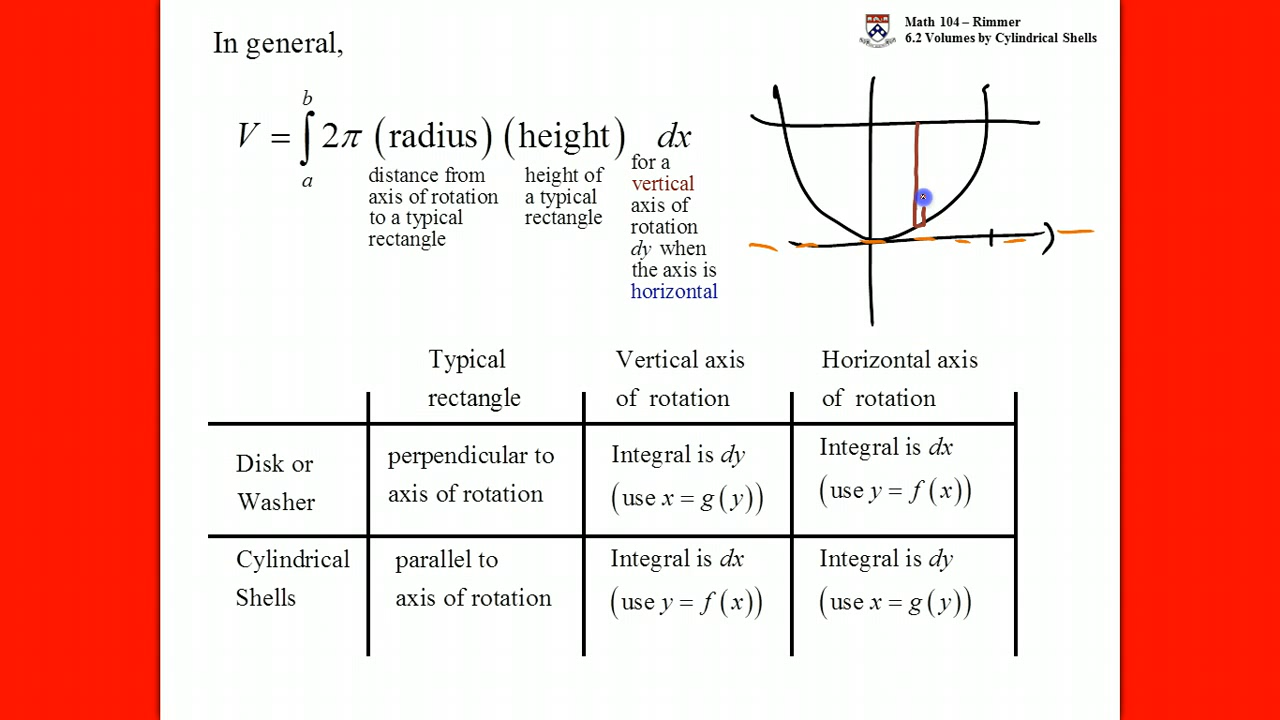 Math 104 – Rimmer
6.2 Volumes by Cylindrical Shells
In general,
V = ∫ₐᵇ 2π (radius) (height) dx
distance from
axis of rotation
to a typical
rectangle
height of
a typical
rectangle
for a
vertical
axis of
rotation
dy when
the axis is
horizontal
Typical
rectangle
Vertical axis
of rotation
Horizontal axis
of rotation
Disk or
Washer
perpendicular to
axis of rotation
Integral is dy
(use x = g(y))
Integral is dx
(use y = f(x))
Cylindrical
Shells
parallel to
axis of rotation
Integral is dx
(use y = f(x))
Integral is dy
(use x = g(y))